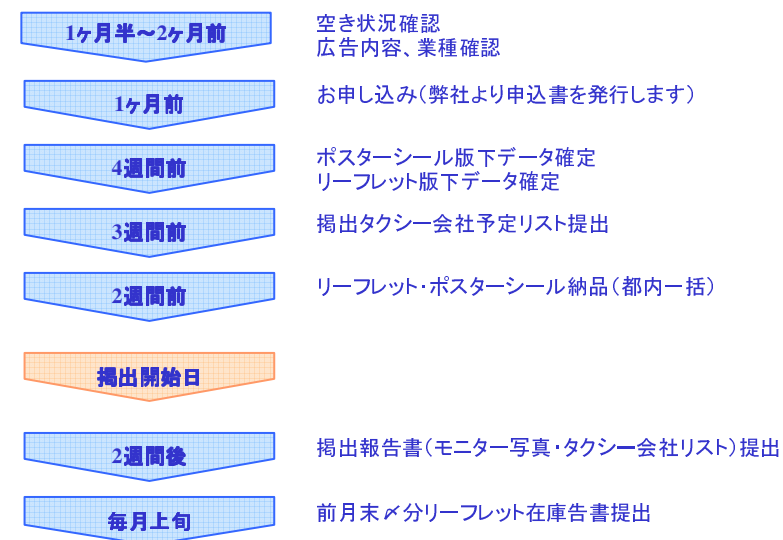 1ヶ月半～2ヶ月前
空き状況確認
広告内容、業種確認
1ヶ月前
お申し込み（弊社より申込書を発行します）
4週間前
ポスターシール版下データ確定
リーフレット版下データ確定
3週間前
掲出タクシー会社予定リスト提出
2週間前
リーフレット・ポスターシール納品（都内一括）
掲出開始日
2週間後
掲出報告書（モニター写真・タクシー会社リスト）提出
毎月上旬
前月末〆分リーフレット在庫告書提出